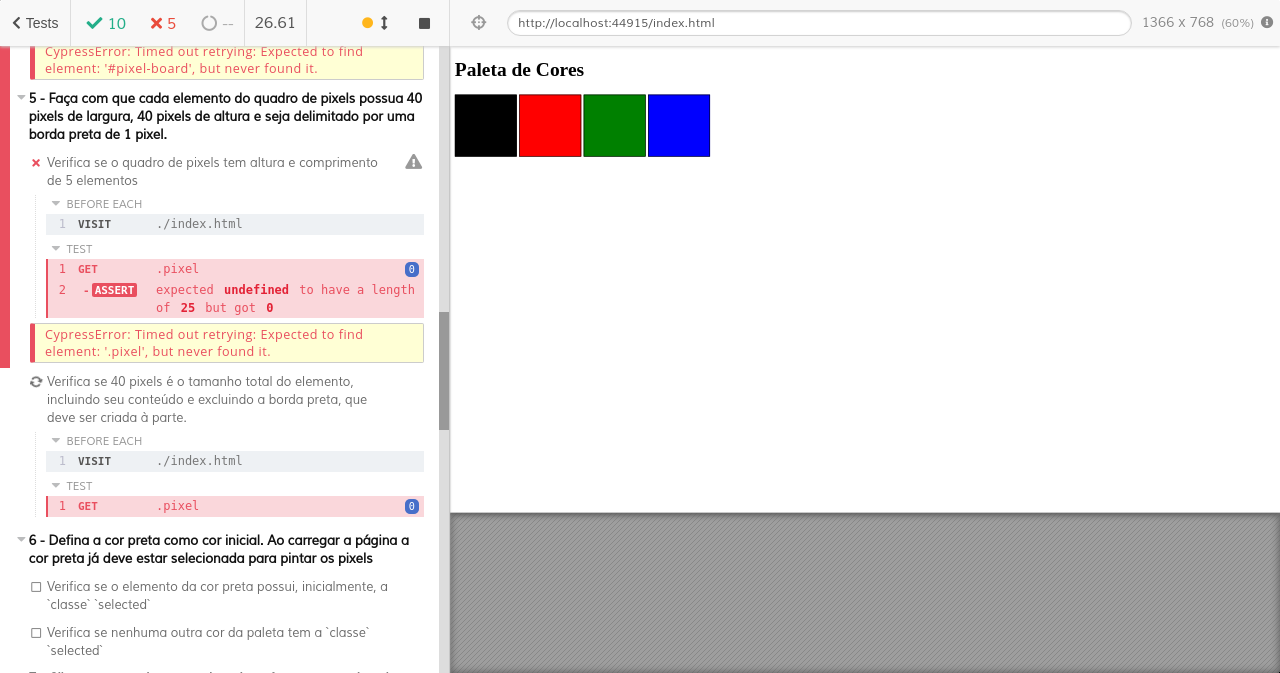 Tests 10 5 -- 26.61 http://localhost:44915/index.html 1366 x 768 (60%)
CypressError: Timed out retrying: Expected to find
element: '#pixel-board', but never found it.
5 - Faça com que cada elemento do quadro de pixels possua 40
pixels de largura, 40 pixels de altura e seja delimitado por uma
borda preta de 1 pixel.
Verifica se o quadro de pixels tem altura e comprimento
de 5 elementos
BEFORE EACH
1 VISIT ./index.html
TEST
1 GET .pixel 0
2 -ASSERT expected undefined to have a length
of 25 but got 0
CypressError: Timed out retrying: Expected to find
element: '.pixel', but never found it.
Verifica se 40 pixels é o tamanho total do elemento,
incluindo seu conteúdo e excluindo a borda preta, que
deve ser criada à parte.
BEFORE EACH
1 VISIT ./index.html
TEST
1 GET .pixel 0
6 - Defina a cor preta como cor inicial. Ao carregar a página a
cor preta já deve estar selecionada para pintar os pixels
Verifica se o elemento da cor preta possui, inicialmente, a
`classe` `selected`
Verifica se nenhuma outra cor da paleta tem a `classe`
`selected`
Paleta de Cores